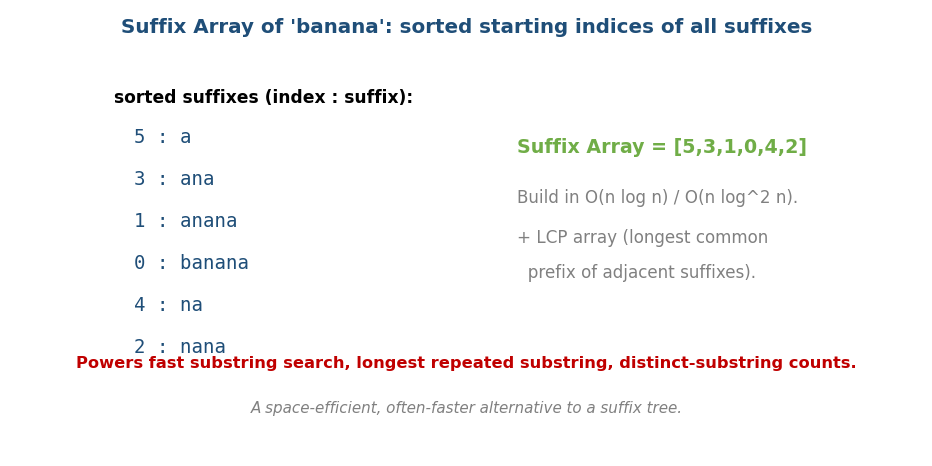 Suffix Array of 'banana': sorted starting indices of all suffixes
sorted suffixes (index : suffix):
5 : a
3 : ana
1 : anana
0 : banana
4 : na
2 : nana
Suffix Array = [5,3,1,0,4,2]
Build in O(n log n) / O(n log^2 n).
+ LCP array (longest common
prefix of adjacent suffixes).
Powers fast substring search, longest repeated substring, distinct-substring counts.
A space-efficient, often-faster alternative to a suffix tree.